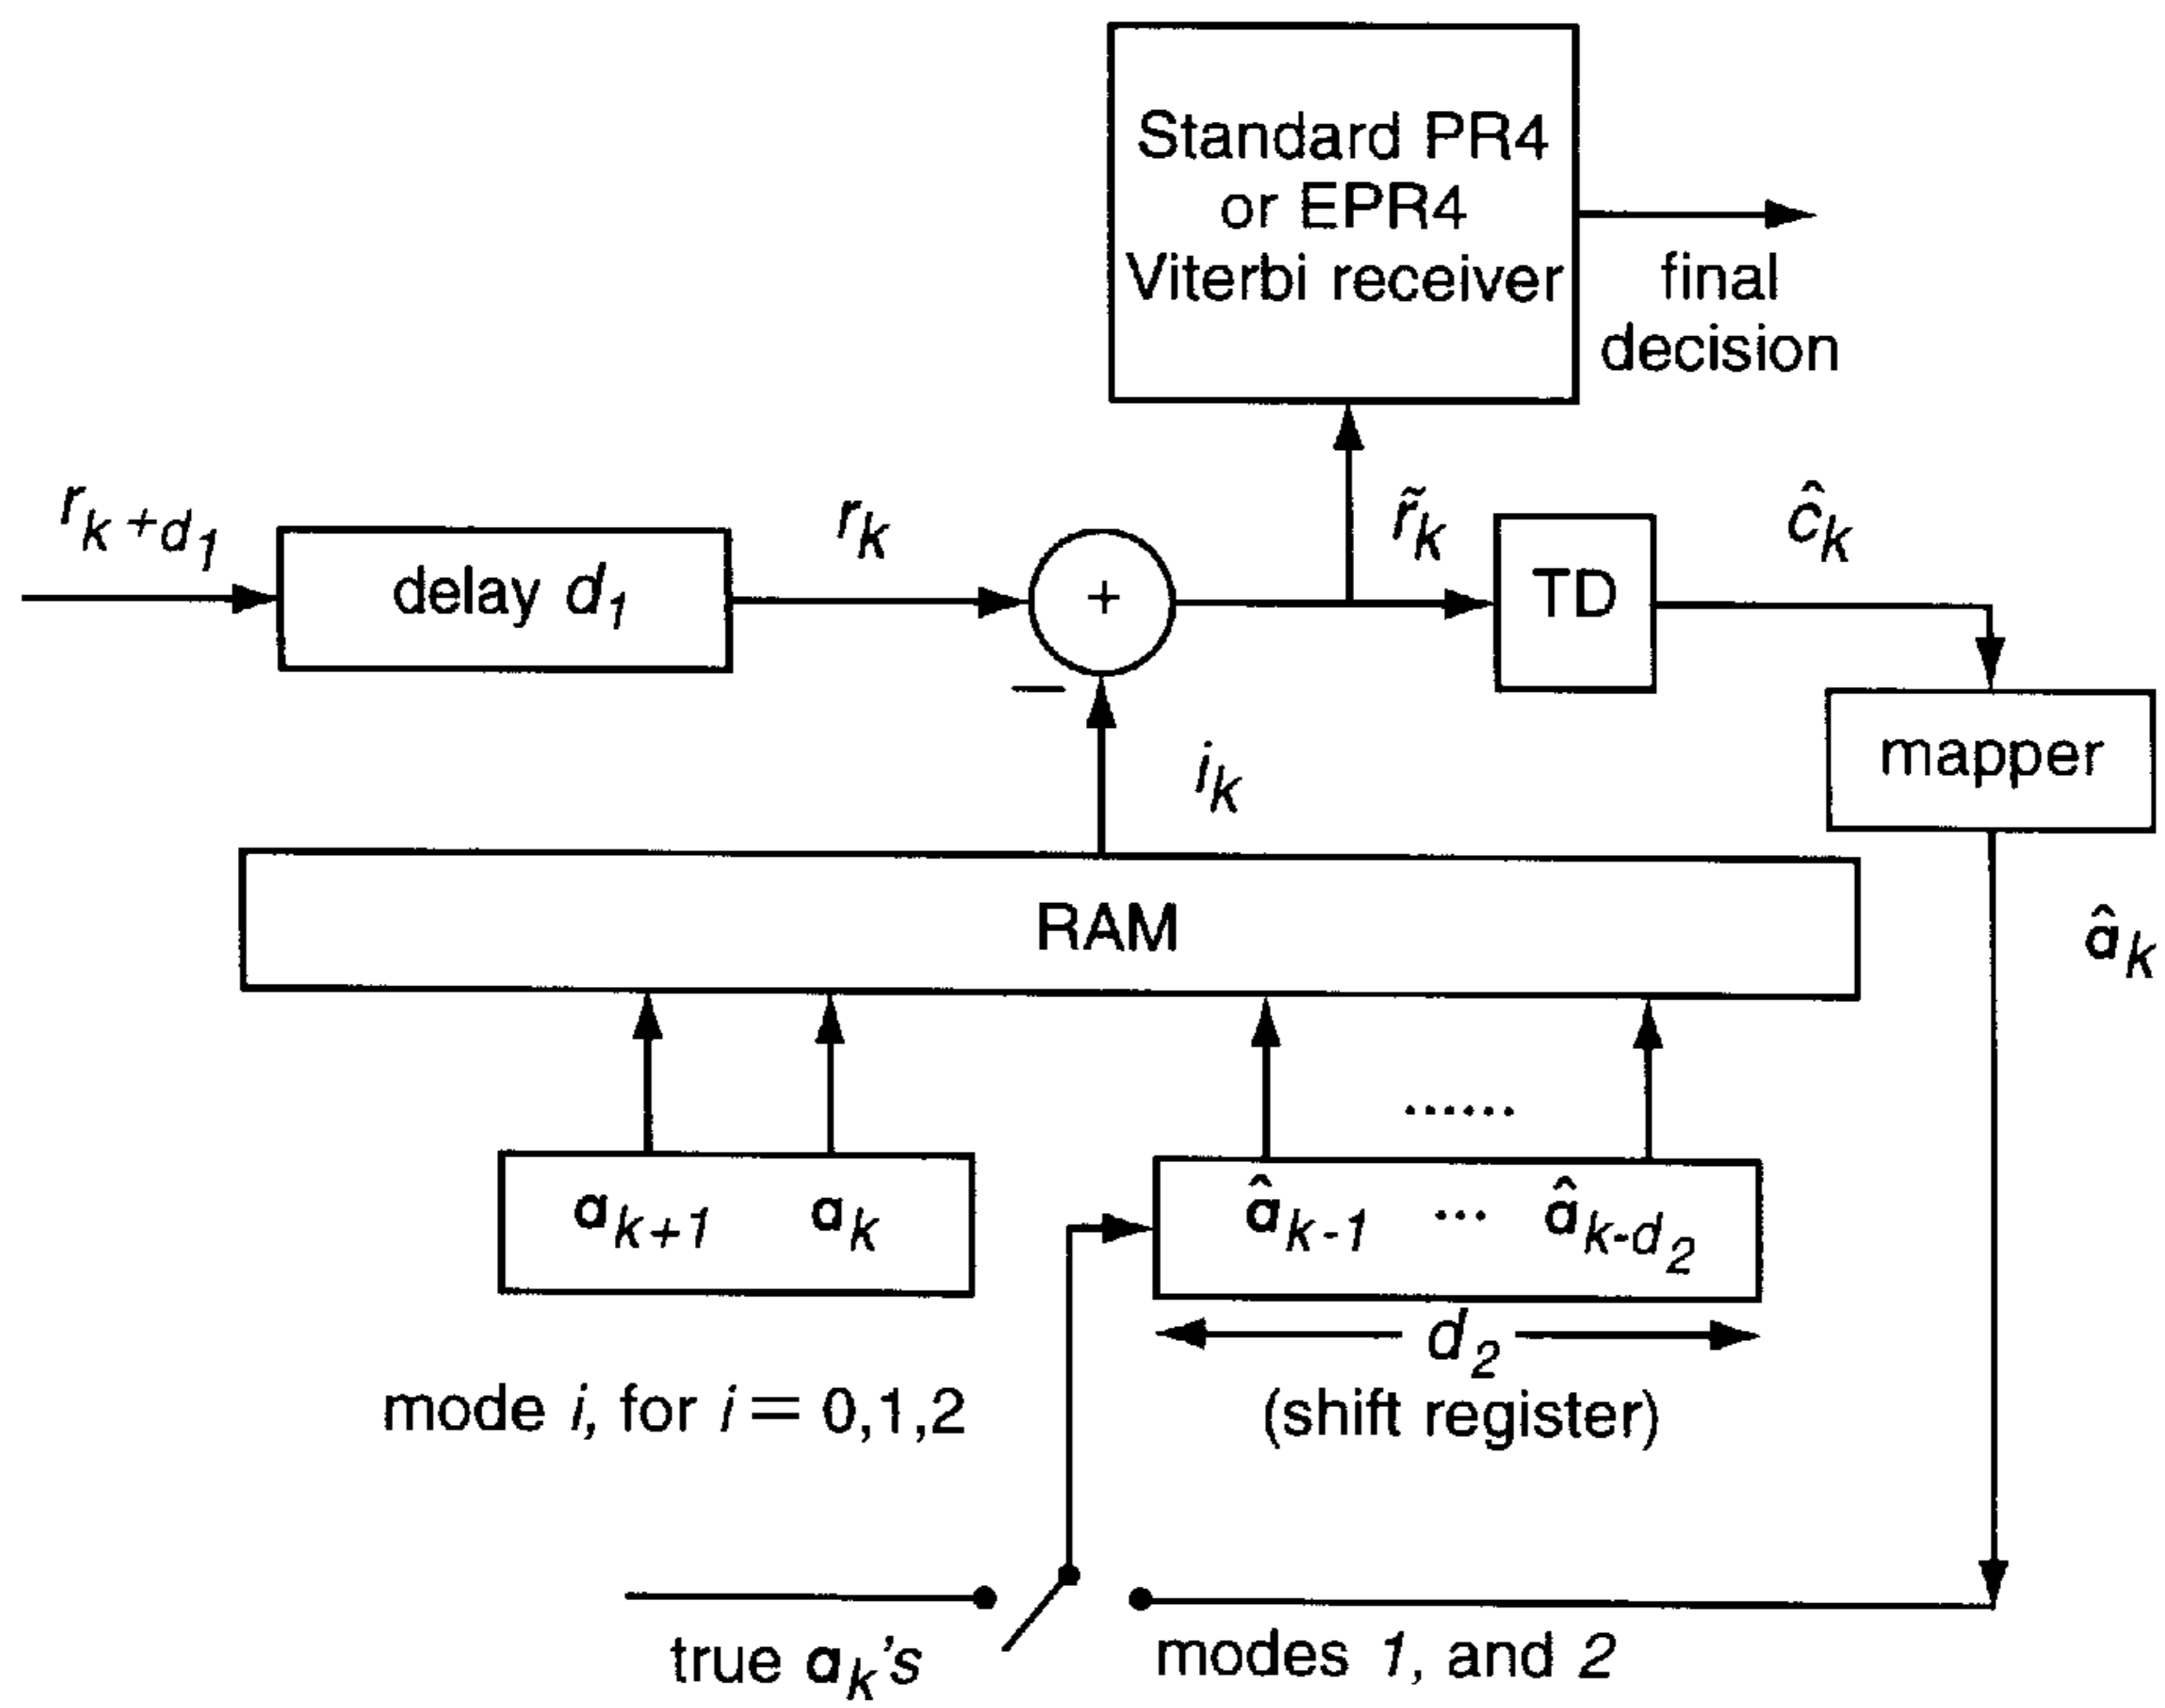 Standard PR4
or EPR4
Viterbi receiver
final
decision
r_{k+d_1}
delay d_1
r_k
+
r̃_k
TD
ĉ_k
−
i_k
mapper
RAM
â_k
......
a_{k+1} a_k
â_{k-1} ... â_{k-d_2}
d_2
mode i, for i = 0,1,2
(shift register)
true a_k's
modes 1, and 2